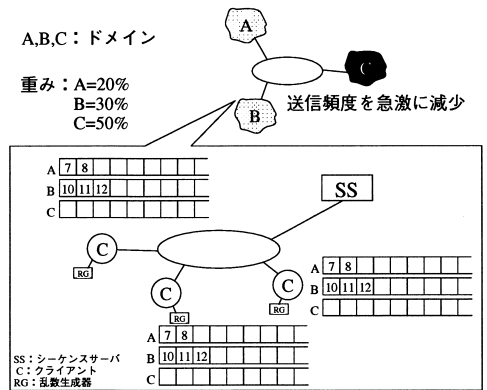 A,B,C：ドメイン
重み：A=20%
B=30%
C=50%
A
B
C
送信頻度を急激に減少
A 7 8
B 10 11 12
C
SS
C
RG
C
RG
C
RG
A 7 8
B 10 11 12
C
A 7 8
B 10 11 12
C
SS：シーケンスサーバ
C：クライアント
RG：乱数生成器